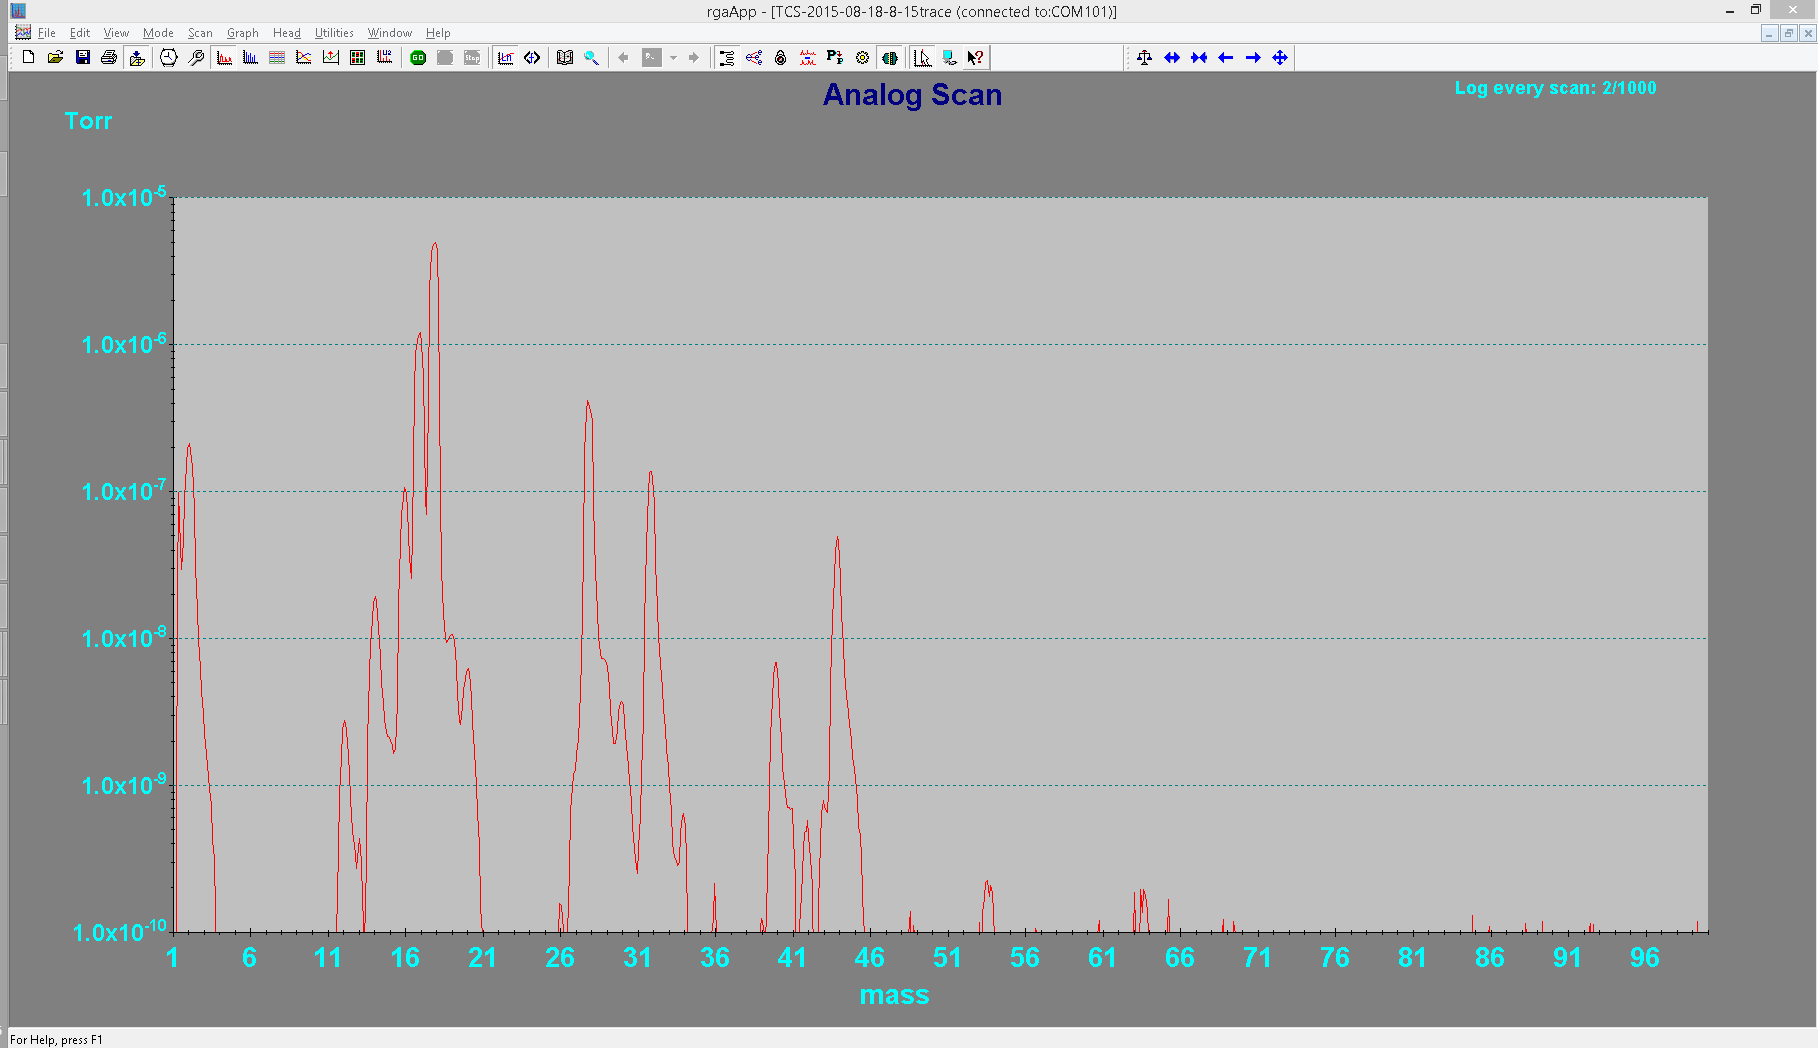 rgaApp - [TCS-2015-08-18-8-15trace (connected to:COM101)]
File Edit View Mode Scan Graph Head Utilities Window Help
GO Stop
Analog Scan
Log every scan: 2/1000
Torr
1.0x10-5
1.0x10-6
1.0x10-7
1.0x10-8
1.0x10-9
1.0x10-10
1 6 11 16 21 26 31 36 41 46 51 56 61 66 71 76 81 86 91 96
mass
For Help, press F1